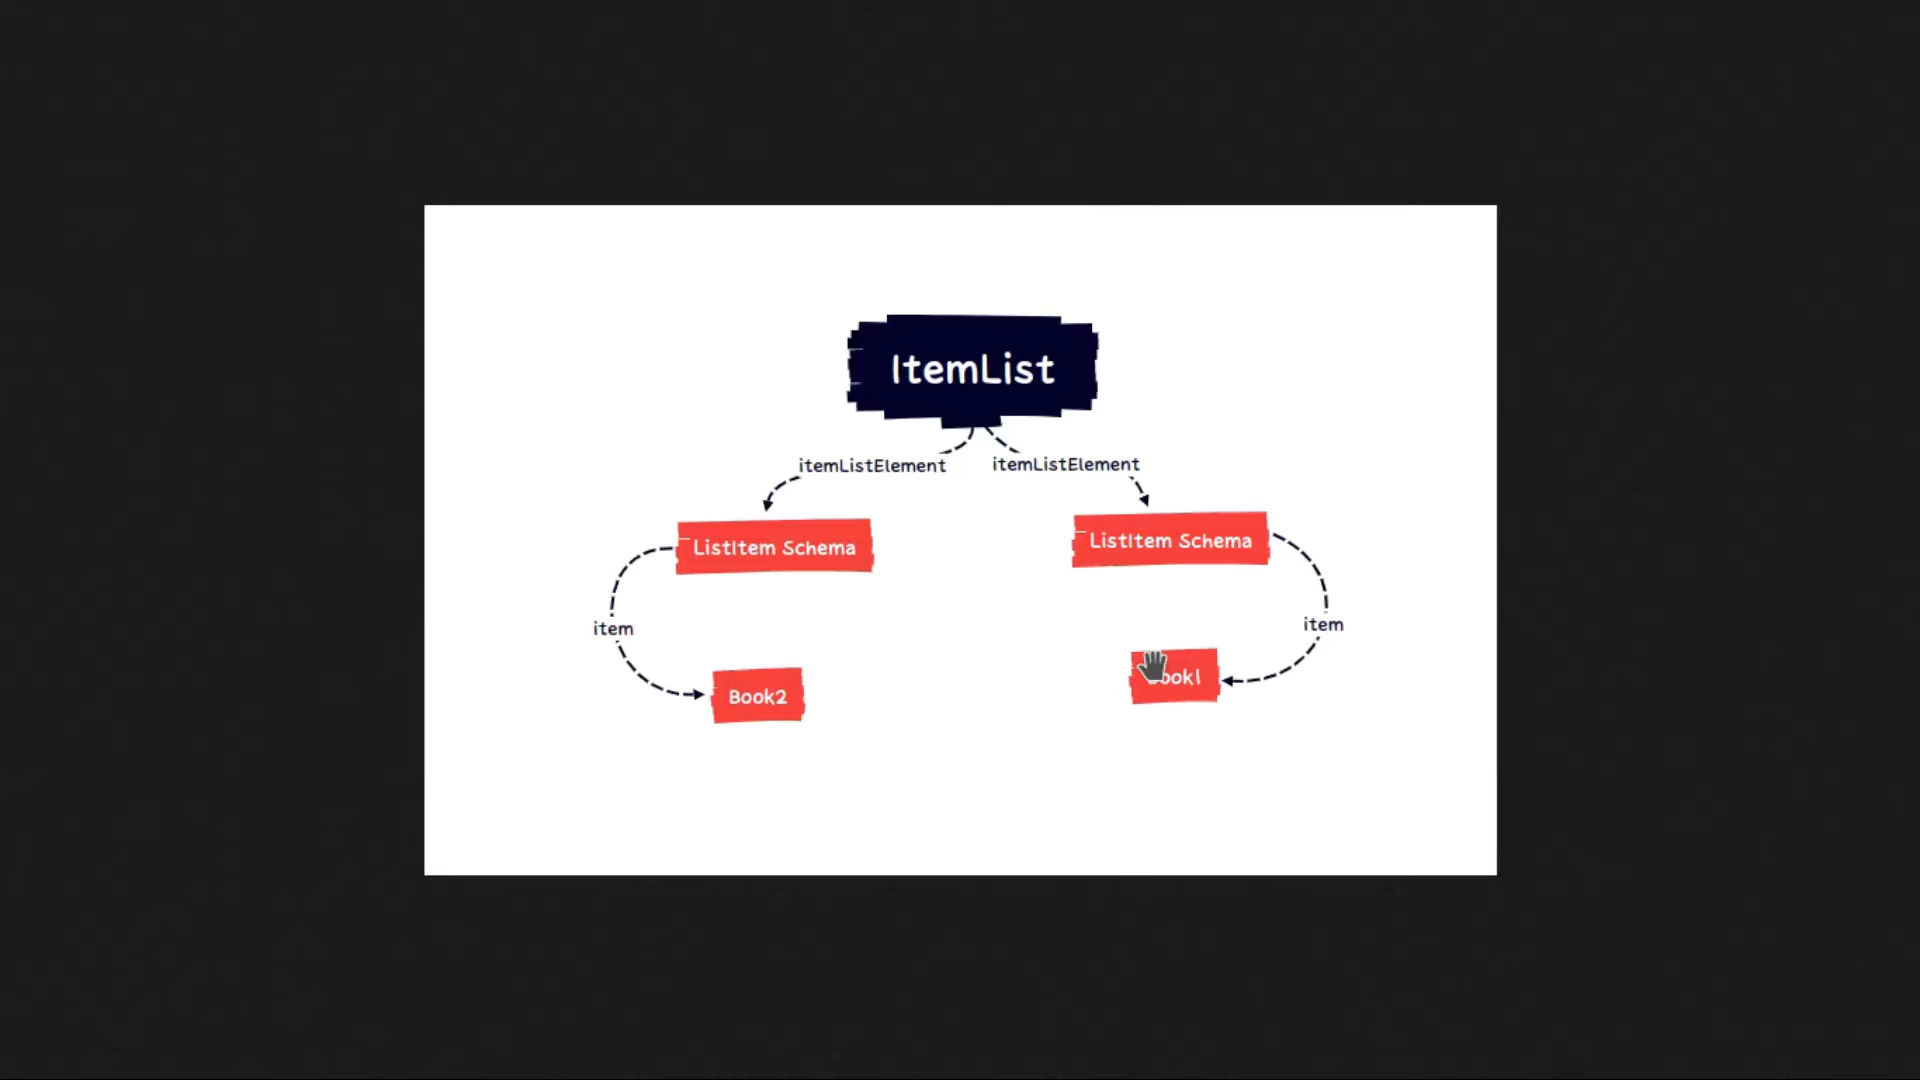 ItemList
itemListElement
itemListElement
ListItem Schema
ListItem Schema
item
item
Book2